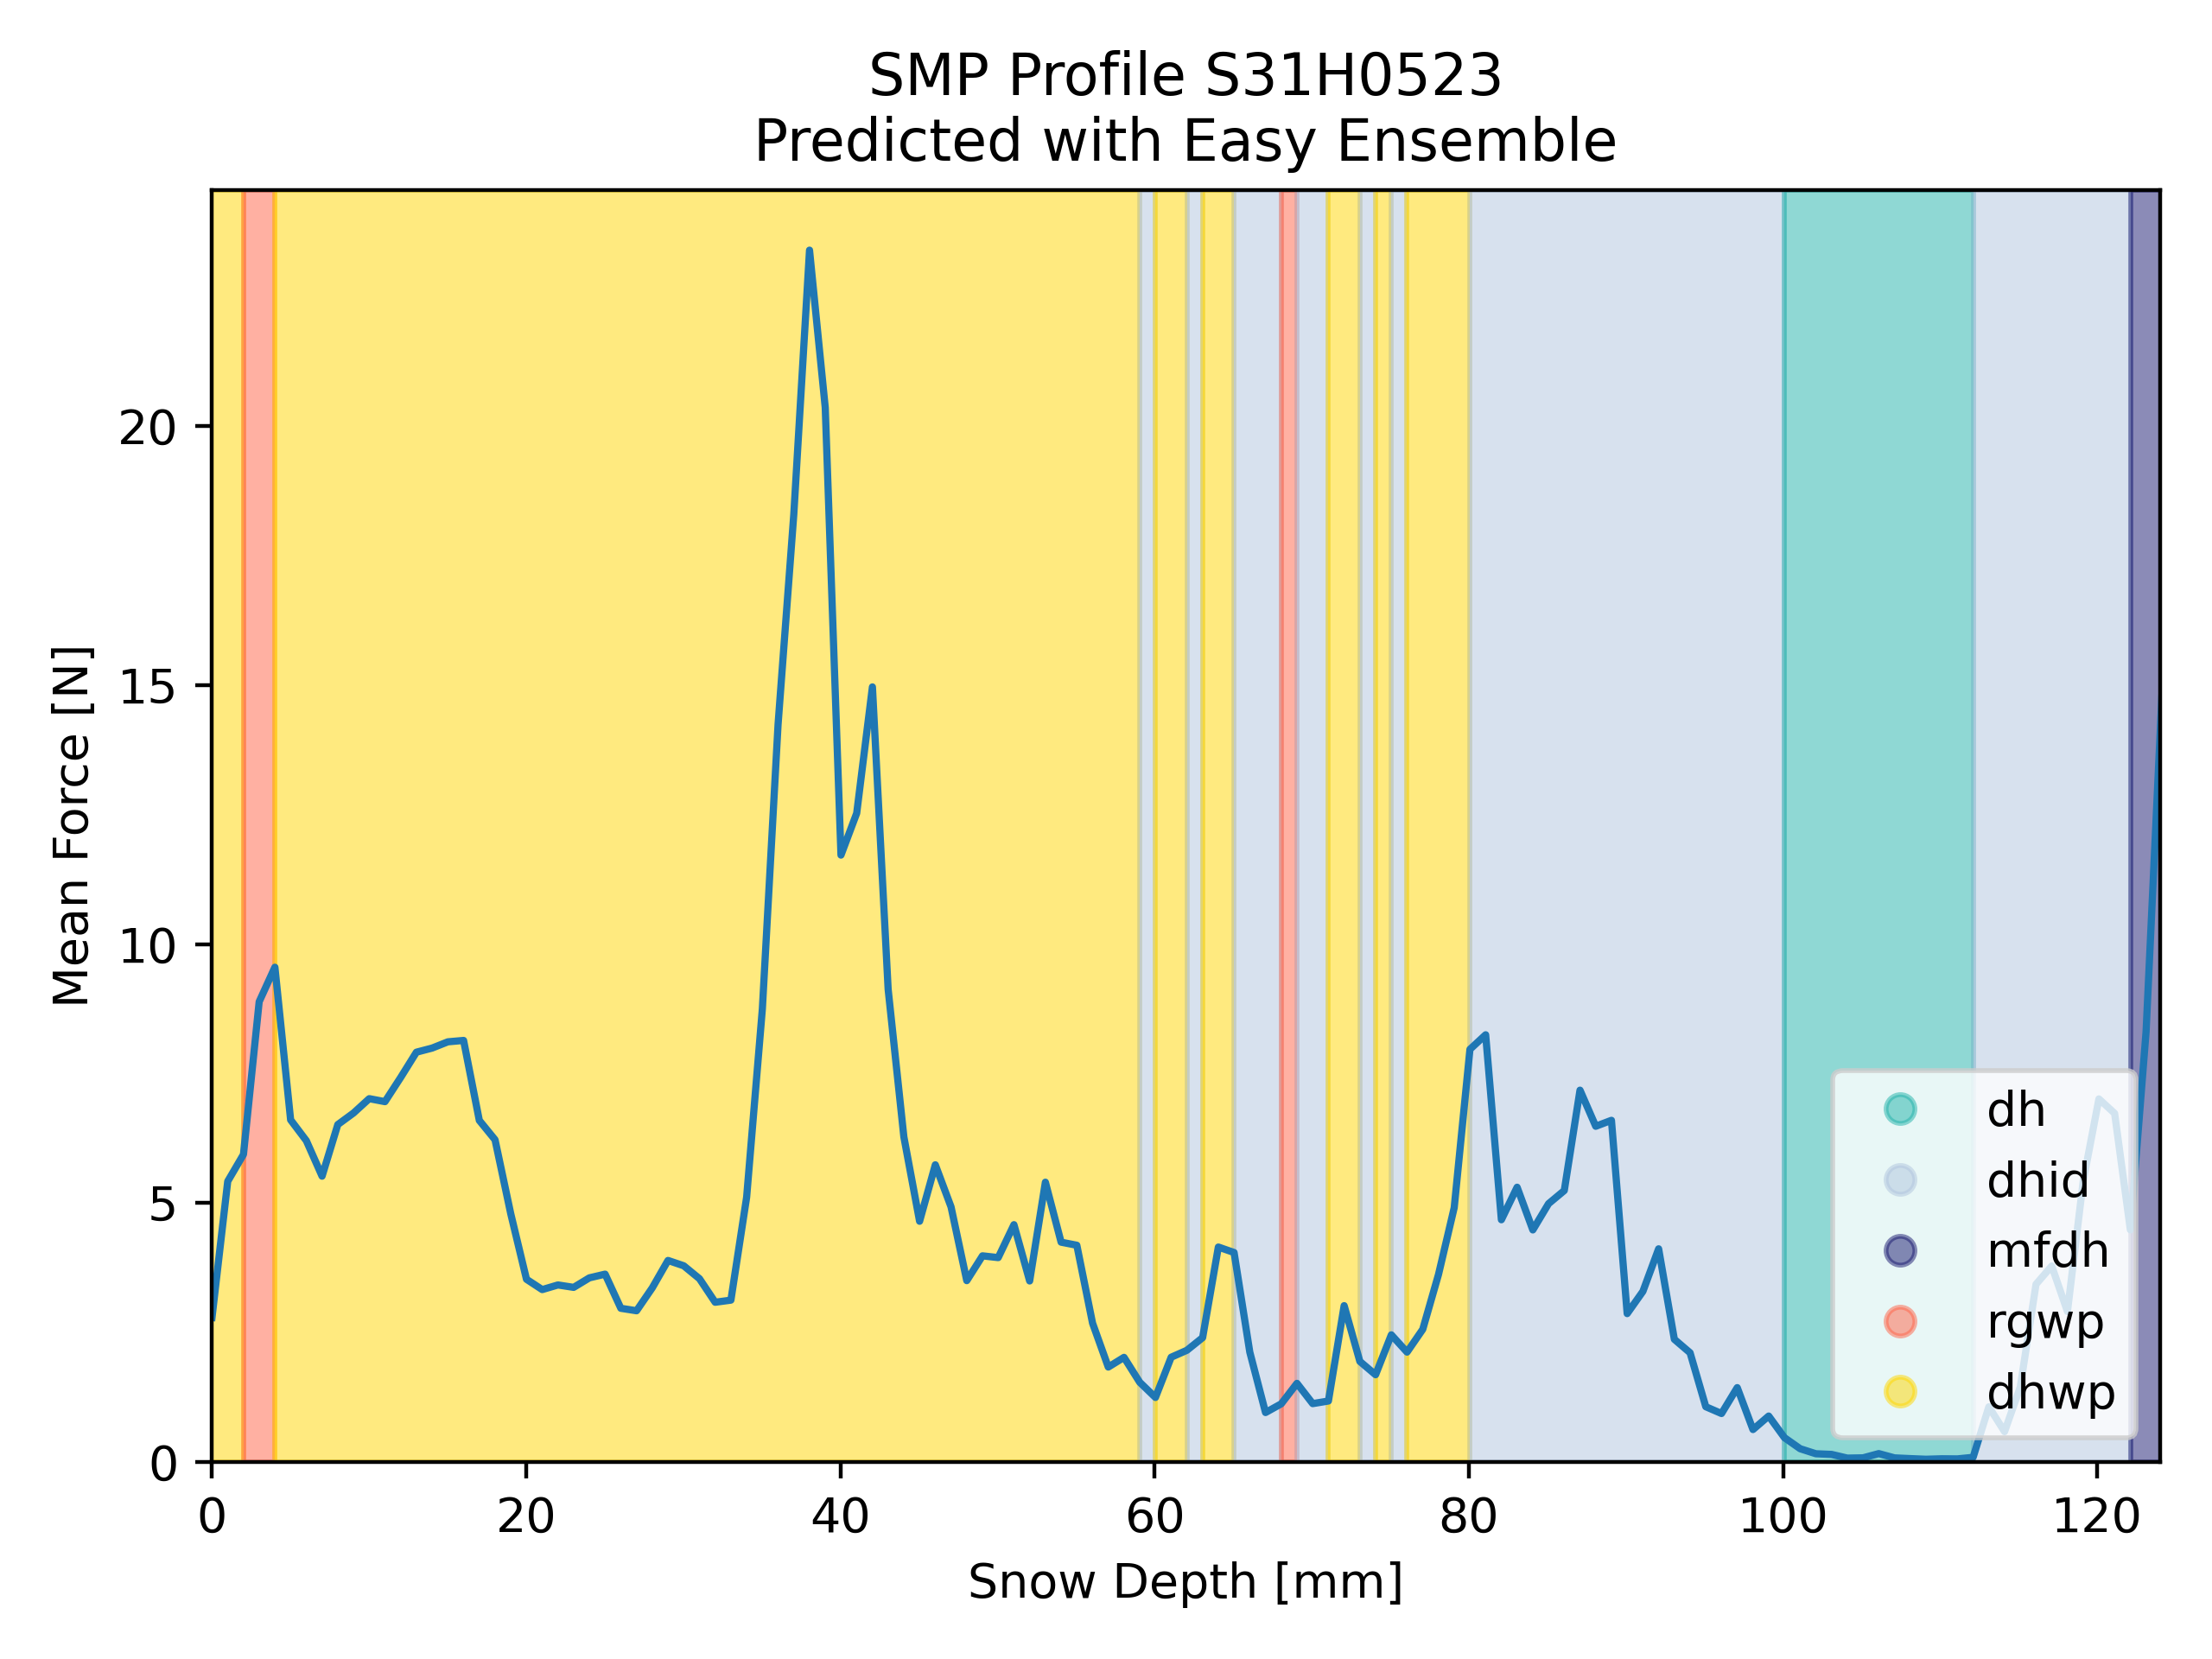 SMP Profile S31H0523
Predicted with Easy Ensemble
Mean Force [N]
20
15
10
5
0
dh
dhid
mfdh
rgwp
dhwp
0 20 40 60 80 100 120
Snow Depth [mm]